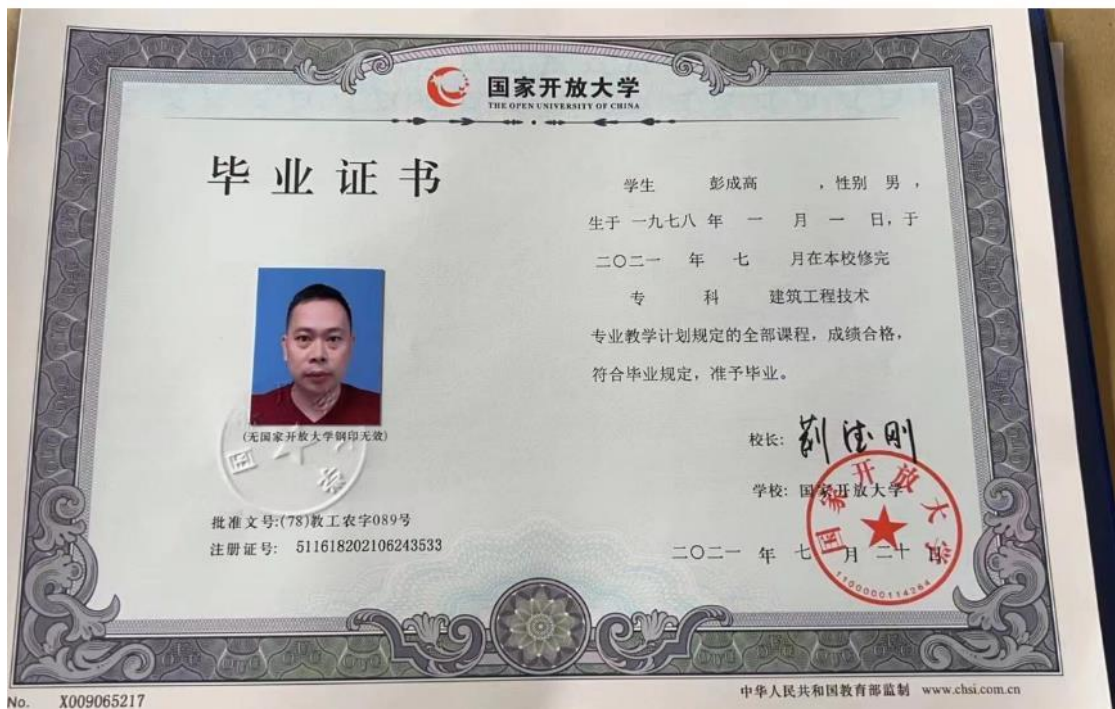 国家开放大学
THE OPEN UNIVERSITY OF CHINA
毕业证书
学生 彭成高 ，性别 男 ，
生于 一九七八 年 一 月 一 日，于
二〇二一 年 七 月在本校修完
专 科 建筑工程技术
专业教学计划规定的全部课程，成绩合格，
符合毕业规定，准予毕业。
(无国家开放大学钢印无效)
校长：
学校：国家开放大学
批准文号:(78)教工农字089号
注册证号: 511618202106243533
二〇二一 年 七 月 二十 日
国家开放大学
1100000114264
No. X009065217
中华人民共和国教育部监制 www.chsi.com.cn